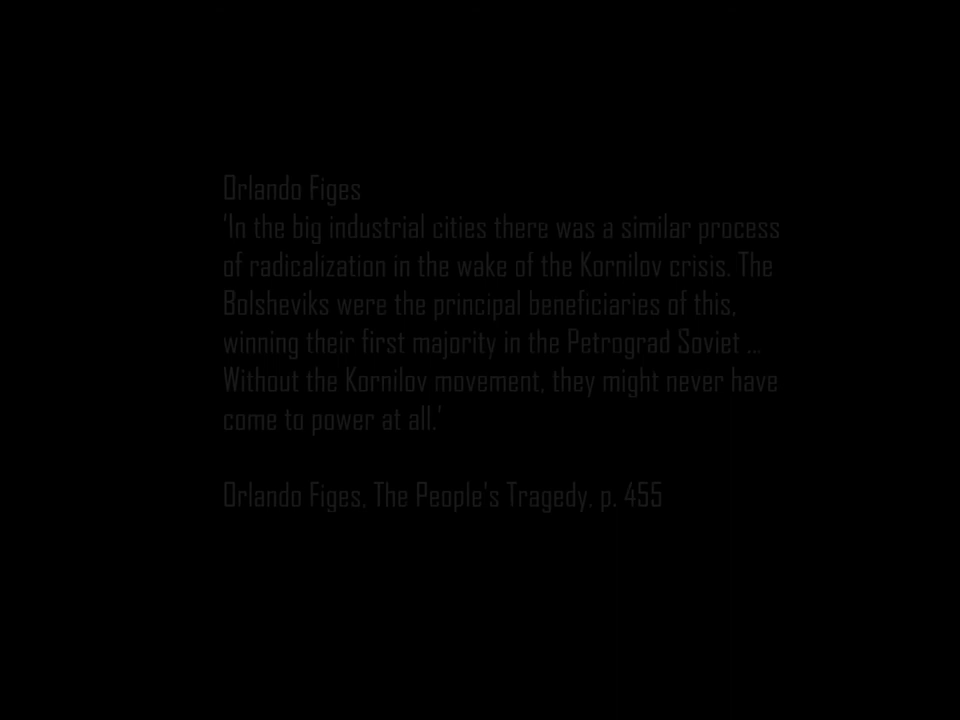 Orlando Figes
'In the big industrial cities there was a similar process
of radicalization in the wake of the Kornilov crisis. The
Bolsheviks were the principal beneficiaries of this,
winning their first majority in the Petrograd Soviet ...
Without the Kornilov movement, they might never have
come to power at all.'
Orlando Figes, The People's Tragedy, p. 455